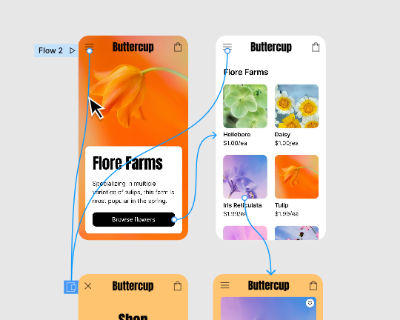 Flow 2
Buttercup
Flore Farms
Specializing in multiple
varieties of tulips, this farm is
most popular in the spring.
Browse flowers
Buttercup
Flore Farms
Hellebore
$1.00/ea
Daisy
$1.00/ea
Iris Reticulata
$1.99/ea
Tulip
$1.99/ea
Buttercup
Shop
Buttercup